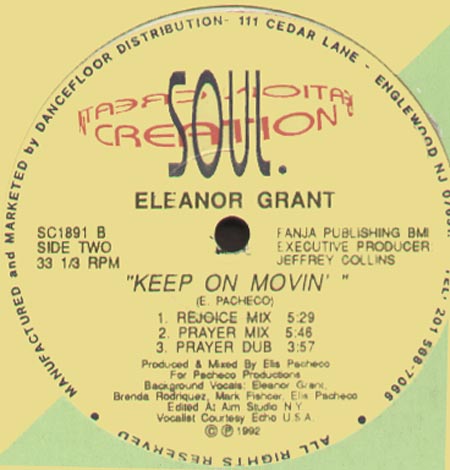 MANUFACTURED and MARKETED by DANCEFLOOR DISTRIBUTION- 111 CEDAR LANE - ENGLEWOOD NJ TEL: 201 568-7066
SOUL.
CREATION
ELEANOR GRANT
SC1891 B
SIDE TWO
33 1/3 RPM
FANJA PUBLISHING BMI
EXECUTIVE PRODUCER
JEFFREY COLLINS
"KEEP ON MOVIN' "
(E. PACHECO)
1. REJOICE MIX 5:29
2. PRAYER MIX 5:46
3. PRAYER DUB 3:57
Produced & Mixed By Elis Pacheco
For Pacheco Productions
Background Vocals: Eleanor Grant,
Brenda Rodriquez, Mark Fishcer, Elis Pacheco
Edited At Aim Studio N.Y.
Vocalist Courtesy Echo U.S.A.
© ℗ 1992
ALL RIGHTS RESERVED